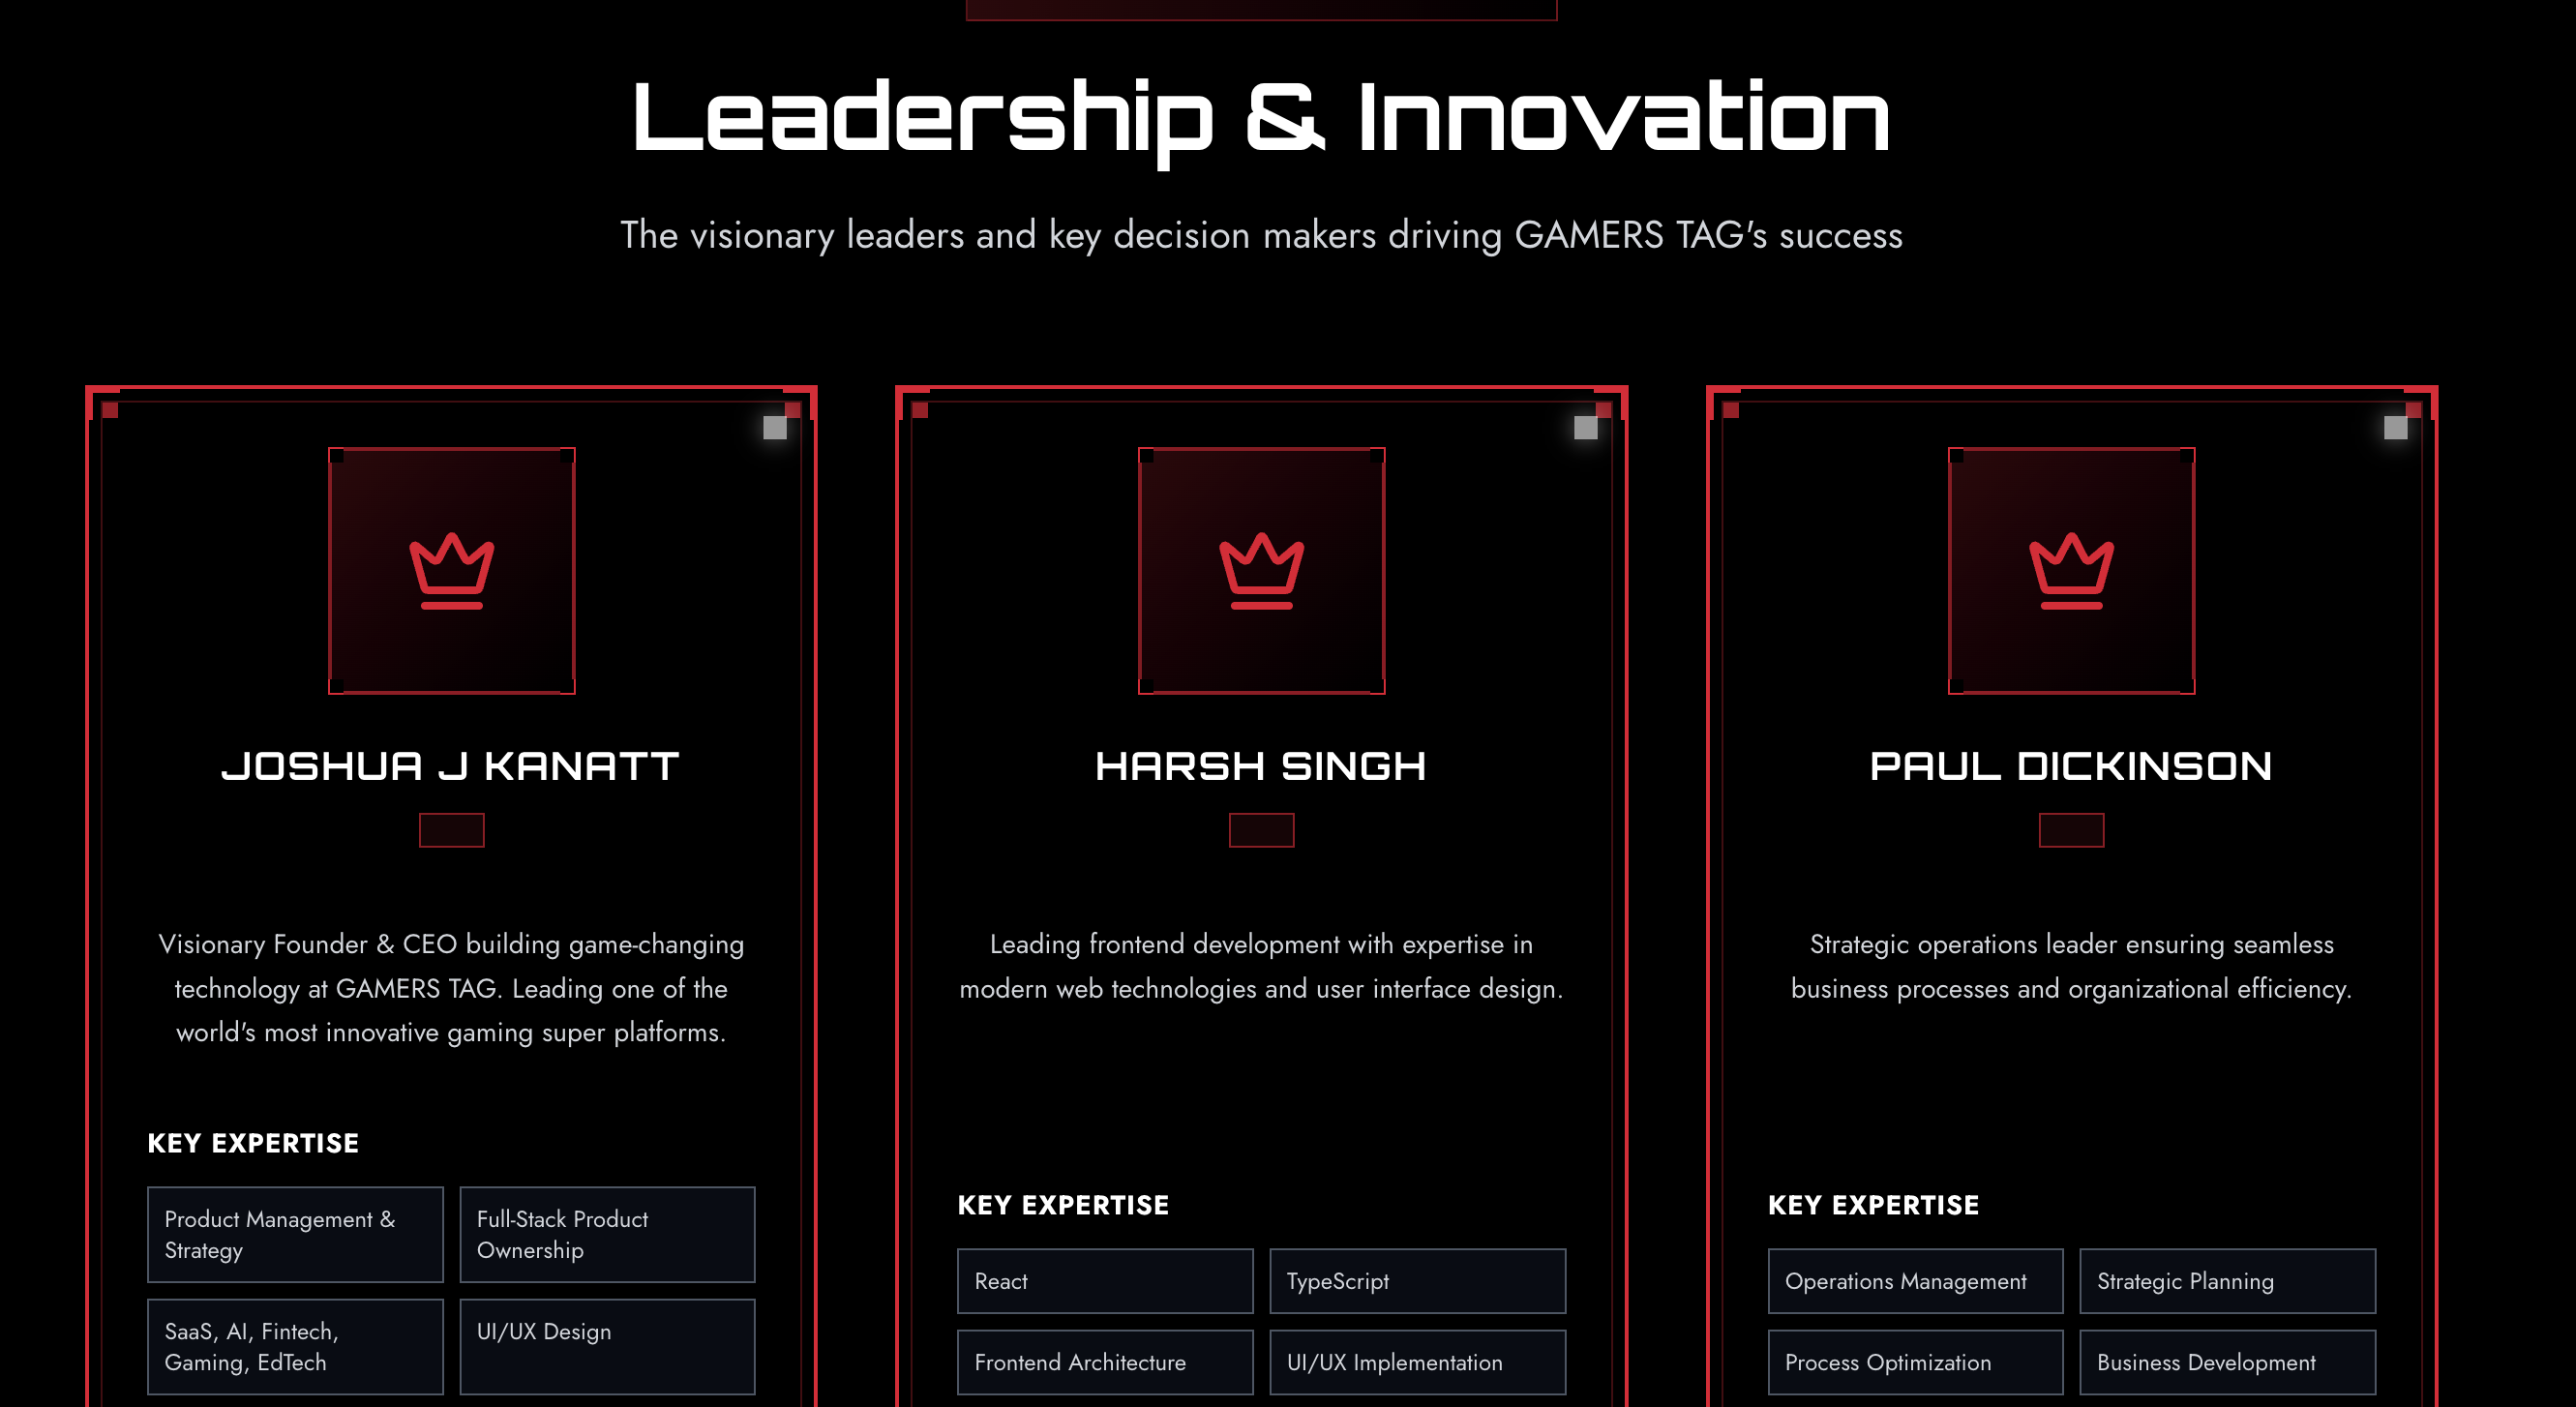 Leadership & Innovation
The visionary leaders and key decision makers driving GAMERS TAG's success
JOSHUA J KANATT
Visionary Founder & CEO building game-changing
technology at GAMERS TAG. Leading one of the
world's most innovative gaming super platforms.
KEY EXPERTISE
Product Management &
Strategy
Full-Stack Product
Ownership
SaaS, AI, Fintech,
Gaming, EdTech
UI/UX Design
HARSH SINGH
Leading frontend development with expertise in
modern web technologies and user interface design.
KEY EXPERTISE
React
TypeScript
Frontend Architecture
UI/UX Implementation
PAUL DICKINSON
Strategic operations leader ensuring seamless
business processes and organizational efficiency.
KEY EXPERTISE
Operations Management
Strategic Planning
Process Optimization
Business Development